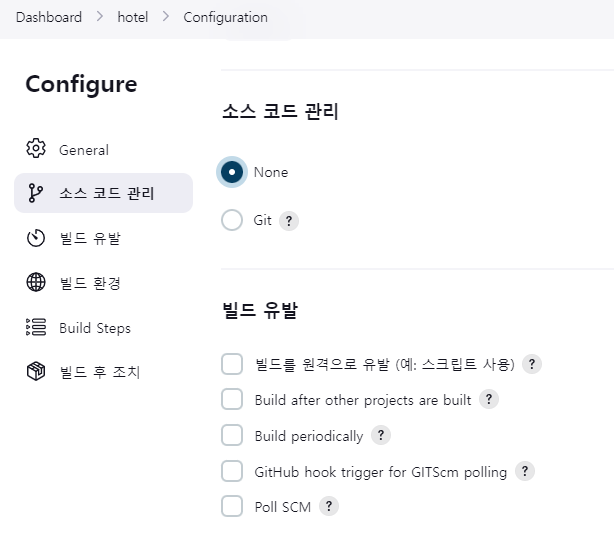 Dashboard > hotel > Configuration
Configure
General
소스 코드 관리
빌드 유발
빌드 환경
Build Steps
빌드 후 조치
소스 코드 관리
None
Git ?
빌드 유발
빌드를 원격으로 유발 (예: 스크립트 사용) ?
Build after other projects are built ?
Build periodically ?
GitHub hook trigger for GITScm polling ?
Poll SCM ?